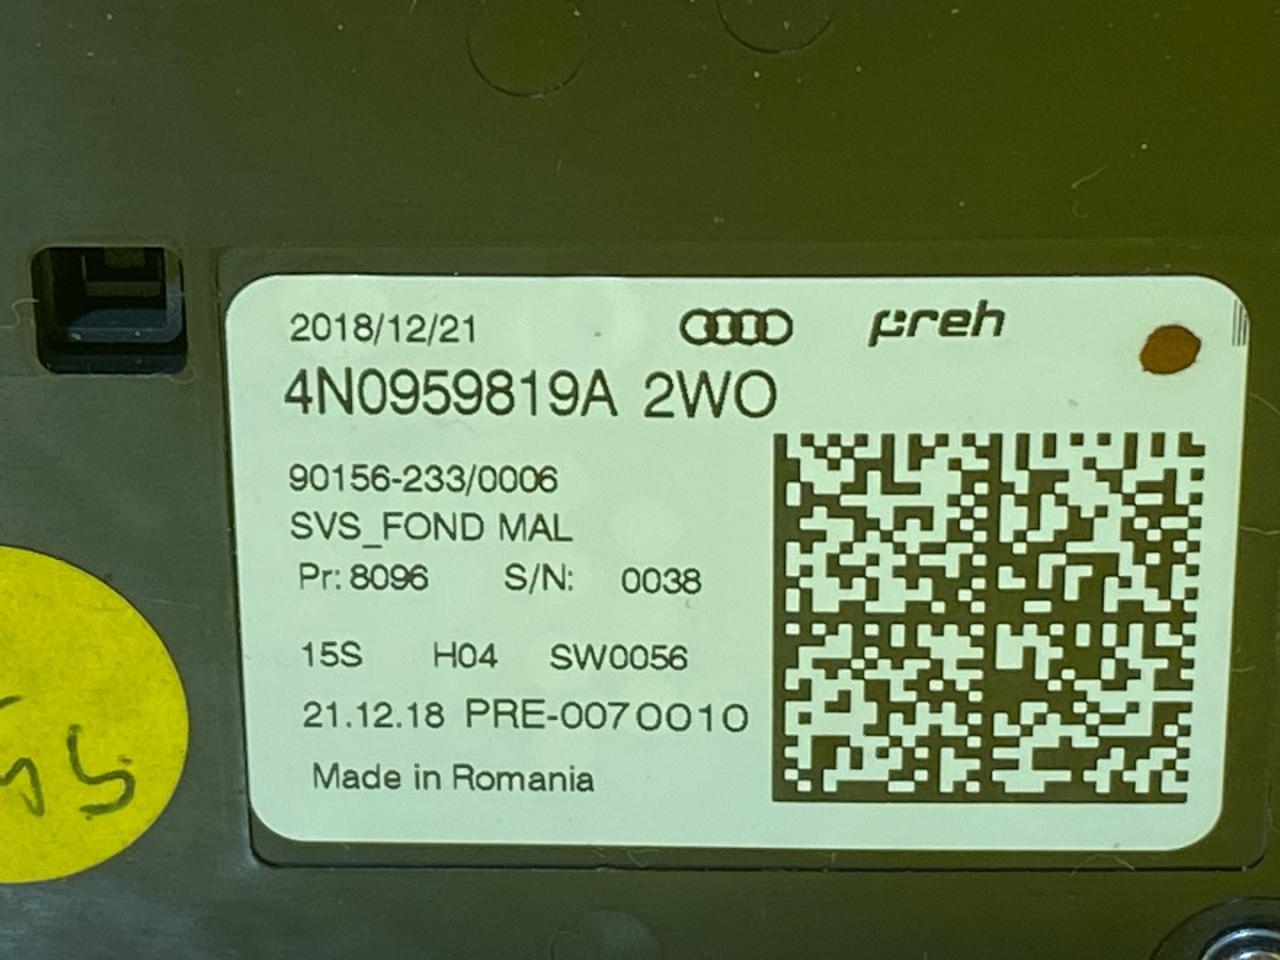 2018/12/21 preh
4N0959819A 2WO
90156-233/0006
SVS_FOND MAL
Pr: 8096 S/N: 0038
15S H04 SW0056
21.12.18 PRE-0070010
Made in Romania